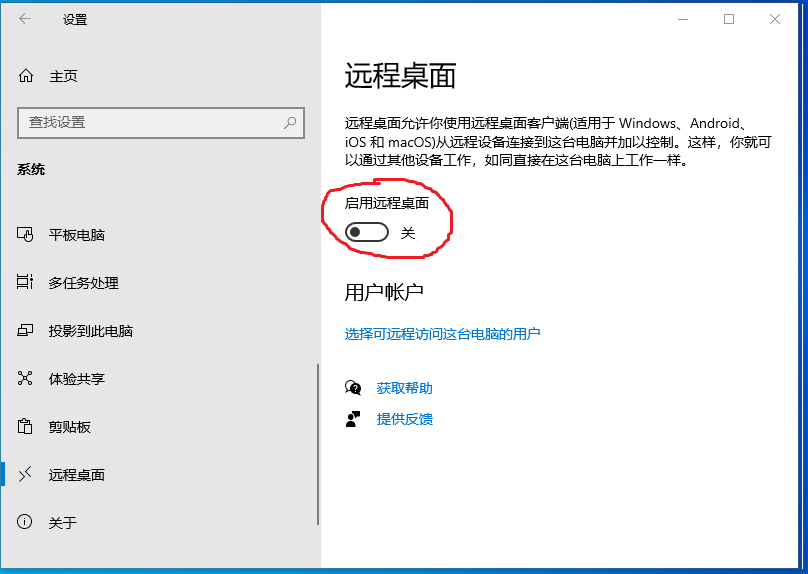 设置
主页
查找设置
系统
平板电脑
多任务处理
投影到此电脑
体验共享
剪贴板
远程桌面
关于
远程桌面
远程桌面允许你使用远程桌面客户端(适用于 Windows、Android、
iOS 和 macOS)从远程设备连接到这台电脑并加以控制。这样，你就可
以通过其他设备工作，如同直接在这台电脑上工作一样。
启用远程桌面
关
用户帐户
选择可远程访问这台电脑的用户
获取帮助
提供反馈